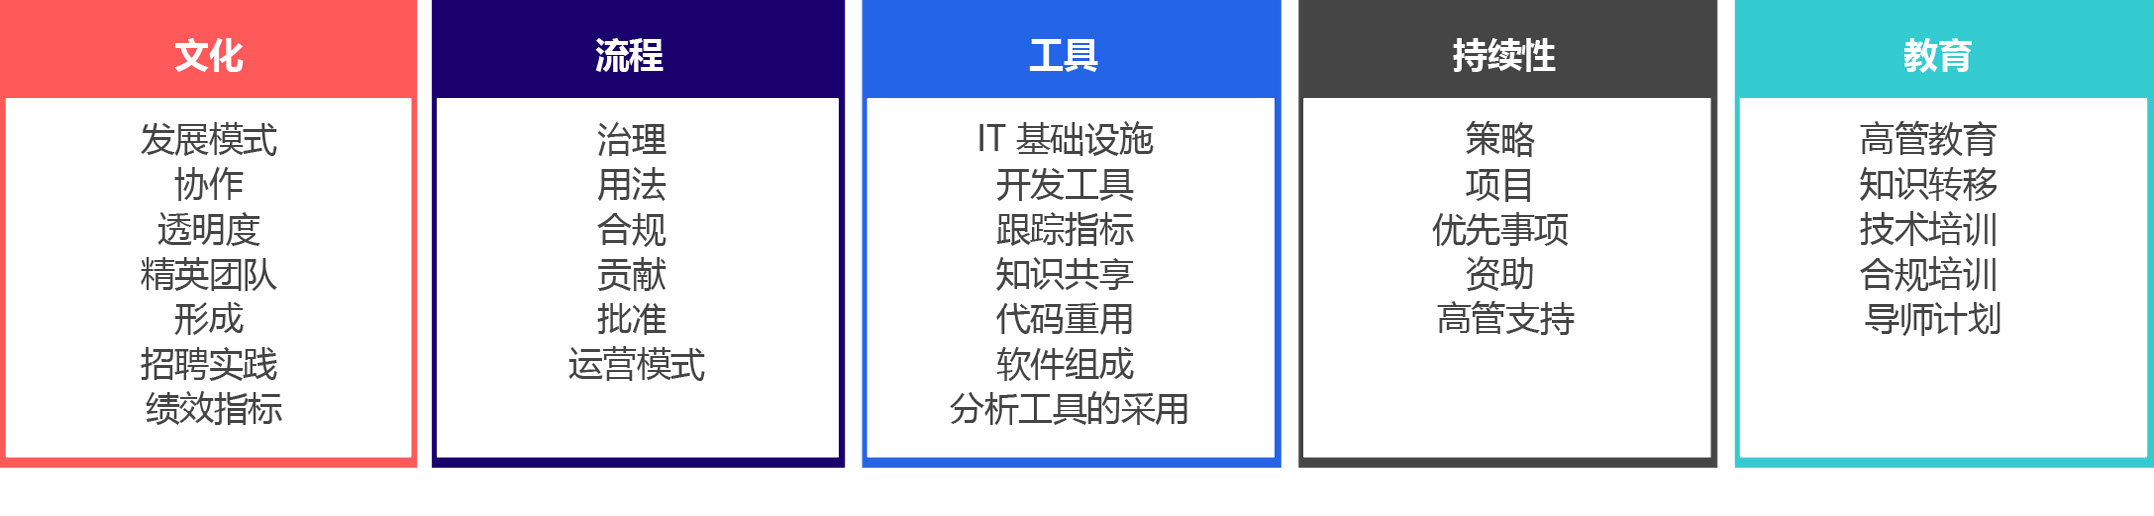 文化
发展模式
协作
透明度
精英团队
形成
招聘实践
绩效指标
流程
治理
用法
合规
贡献
批准
运营模式
工具
IT 基础设施
开发工具
跟踪指标
知识共享
代码重用
软件组成
分析工具的采用
持续性
策略
项目
优先事项
资助
高管支持
教育
高管教育
知识转移
技术培训
合规培训
导师计划